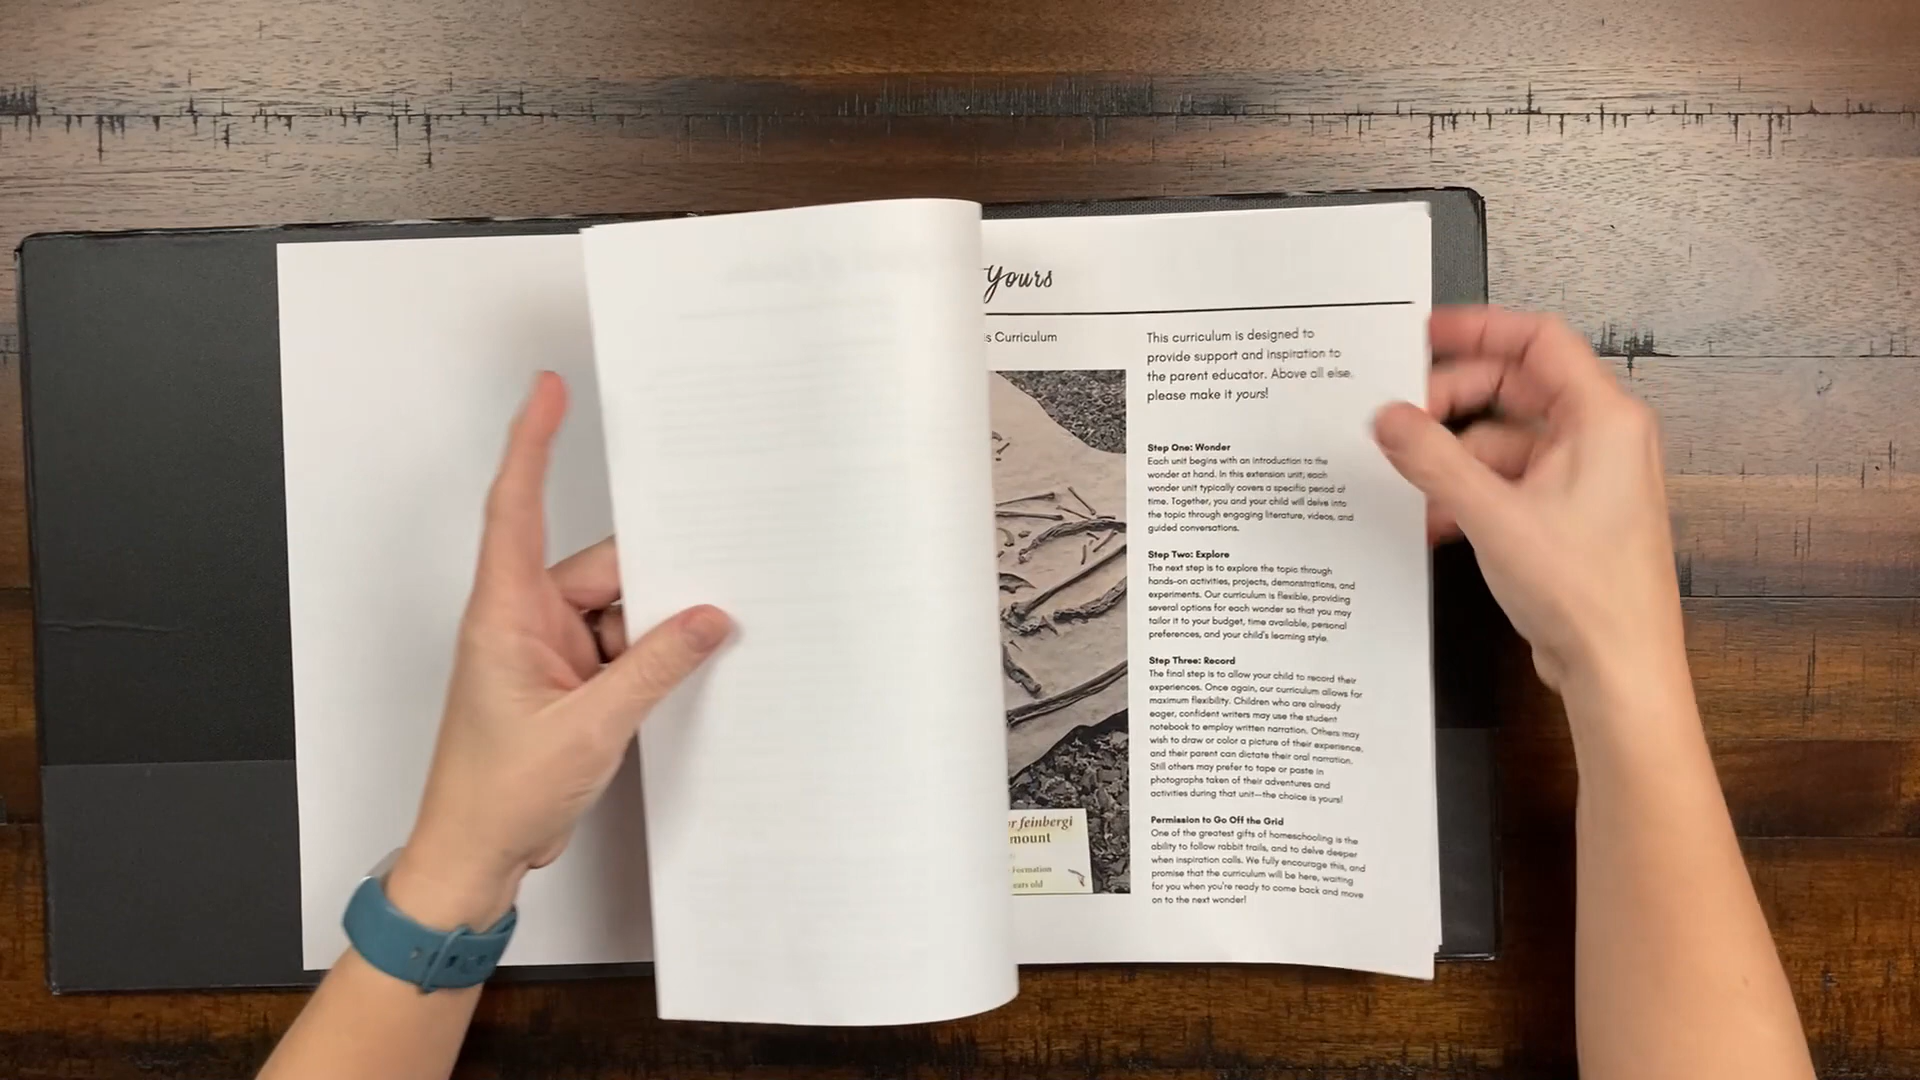 Yours
is Curriculum
This curriculum is designed to
provide support and inspiration to
the parent educator. Above all else,
please make it yours!
Step One: Wonder
Each unit begins with an introduction to the
wonder at hand. In this extension unit, each
wonder unit typically covers a specific period of
time. Together, you and your child will delve into
the topic through engaging literature, videos, and
guided conversations.
Step Two: Explore
The next step is to explore the topic through
hands-on activities, projects, demonstrations, and
experiments. Our curriculum is flexible, providing
several options for each wonder so that you may
tailor it to your budget, time available, personal
preferences, and your child's learning style.
Step Three: Record
The final step is to allow your child to record their
experiences. Once again, our curriculum allows for
maximum flexibility. Children who are already
eager, confident writers may use the student
notebook to employ written narration. Others may
wish to draw or color a picture of their experience,
and their parent can dictate their oral narration.
Still others may prefer to tape or paste in
photographs taken of their adventures and
activities during that unit—the choice is yours!
Permission to Go Off the Grid
One of the greatest gifts of homeschooling is the
ability to follow rabbit trails, and to delve deeper
when inspiration calls. We fully encourage this, and
promise that the curriculum will be here, waiting
for you when you're ready to come back and move
on to the next wonder!
or feinbergi
mount
Formation
ears old